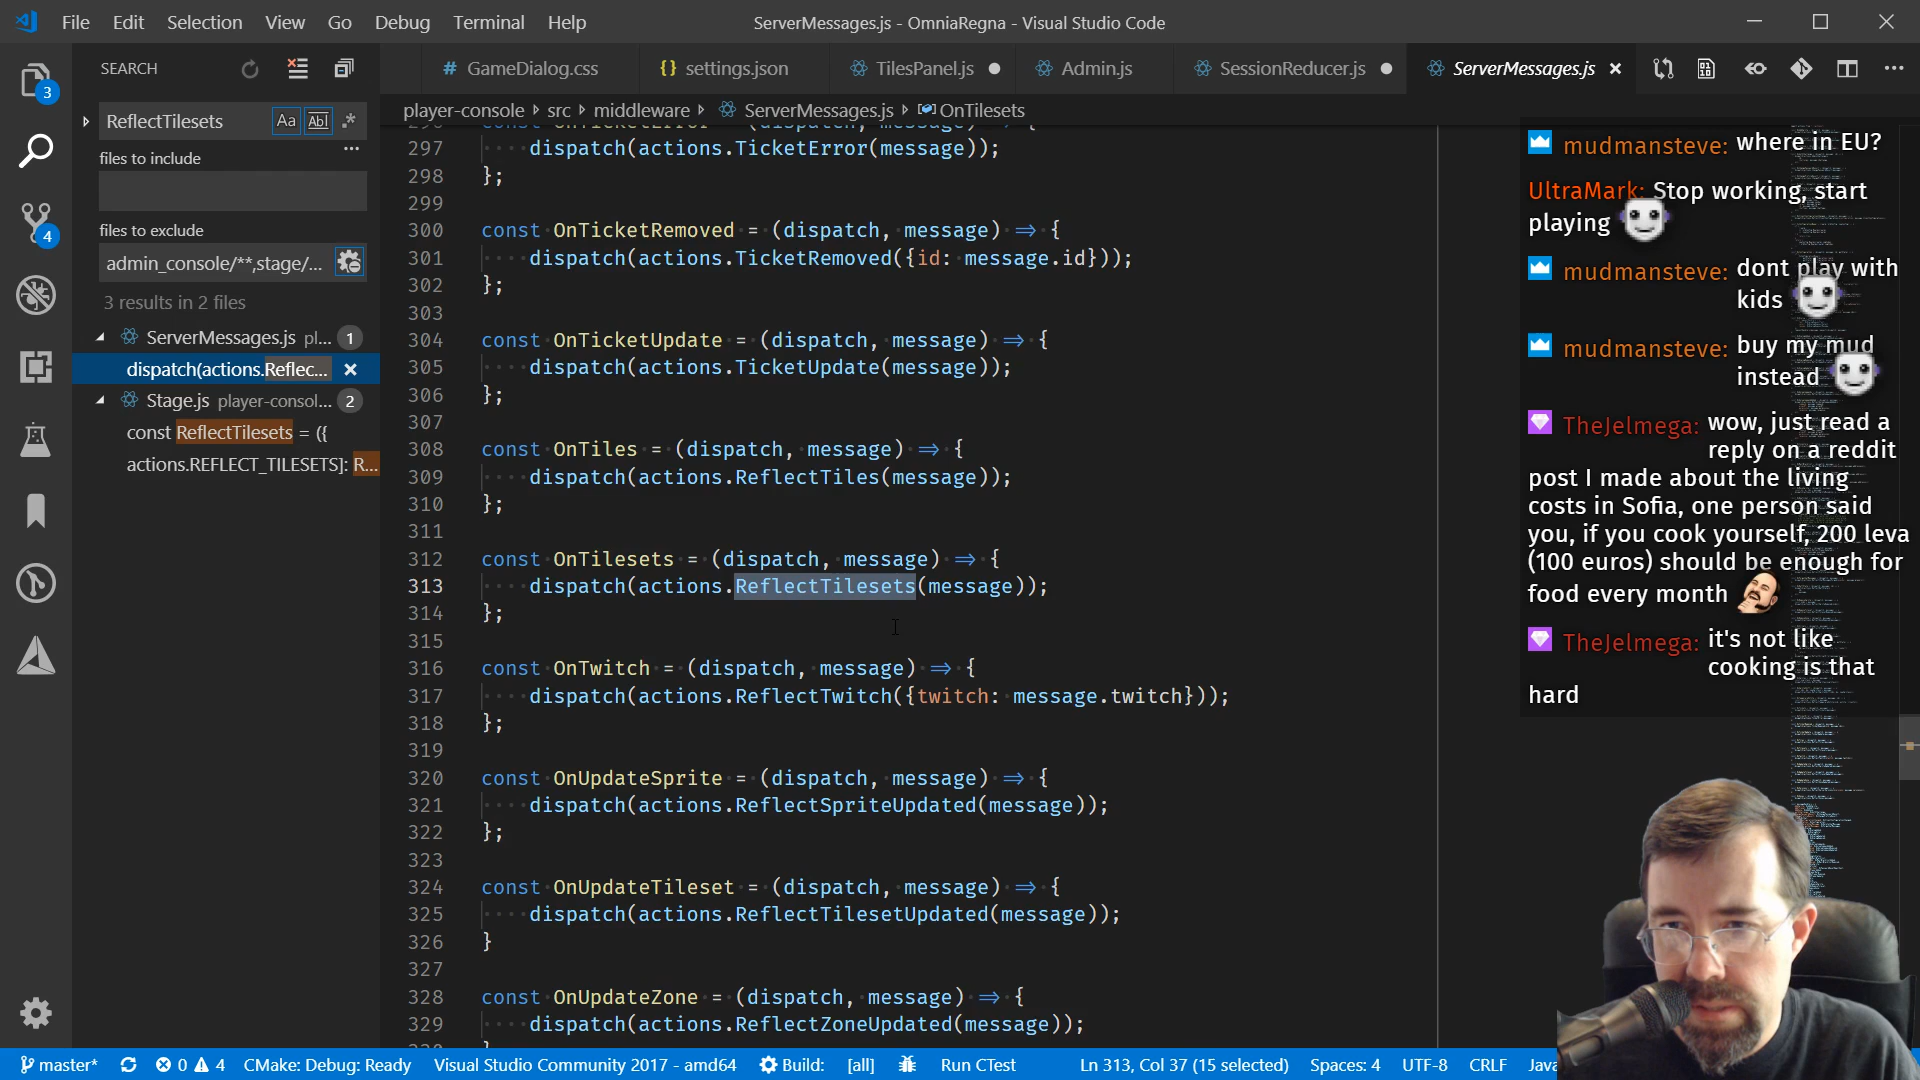 File Edit Selection View Go Debug Terminal Help
ServerMessages.js - OmniaRegna - Visual Studio Code
SEARCH
GameDialog.css
settings.json
TilesPanel.js
Admin.js
SessionReducer.js
ServerMessages.js
player-console src middleware ServerMessages.js OnTilesets
3
4
ReflectTilesets
Aa
Abl
.*
files to include
files to exclude
admin_console/**,stage/...
3 results in 2 files
ServerMessages.js pl... 1
dispatch(actions.Reflec...
Stage.js player-consol... 2
const ReflectTilesets = ({
actions.REFLECT_TILESETS]: R...
297 dispatch(actions.TicketError(message));
298 };
299
300 const OnTicketRemoved = (dispatch, message) => {
301 dispatch(actions.TicketRemoved({id: message.id}));
302 };
303
304 const OnTicketUpdate = (dispatch, message) => {
305 dispatch(actions.TicketUpdate(message));
306 };
307
308 const OnTiles = (dispatch, message) => {
309 dispatch(actions.ReflectTiles(message));
310 };
311
312 const OnTilesets = (dispatch, message) => {
313 dispatch(actions.ReflectTilesets(message));
314 };
315
316 const OnTwitch = (dispatch, message) => {
317 dispatch(actions.ReflectTwitch({twitch: message.twitch}));
318 };
319
320 const OnUpdateSprite = (dispatch, message) => {
321 dispatch(actions.ReflectSpriteUpdated(message));
322 };
323
324 const OnUpdateTileset = (dispatch, message) => {
325 dispatch(actions.ReflectTilesetUpdated(message));
326 }
327
328 const OnUpdateZone = (dispatch, message) => {
329 dispatch(actions.ReflectZoneUpdated(message));
mudmansteve: where in EU?
UltraMark: Stop working, start
playing
mudmansteve: dont play with
kids
mudmansteve: buy my mud
instead
TheJelmega: wow, just read a
reply on a reddit
post I made about the living
costs in Sofia, one person said
you, if you cook yourself, 200 leva
(100 euros) should be enough for
food every month
TheJelmega: it's not like
cooking is that
hard
master* 0 4 CMake: Debug: Ready Visual Studio Community 2017 - amd64 Build: [all] Run CTest Ln 313, Col 37 (15 selected) Spaces: 4 UTF-8 CRLF